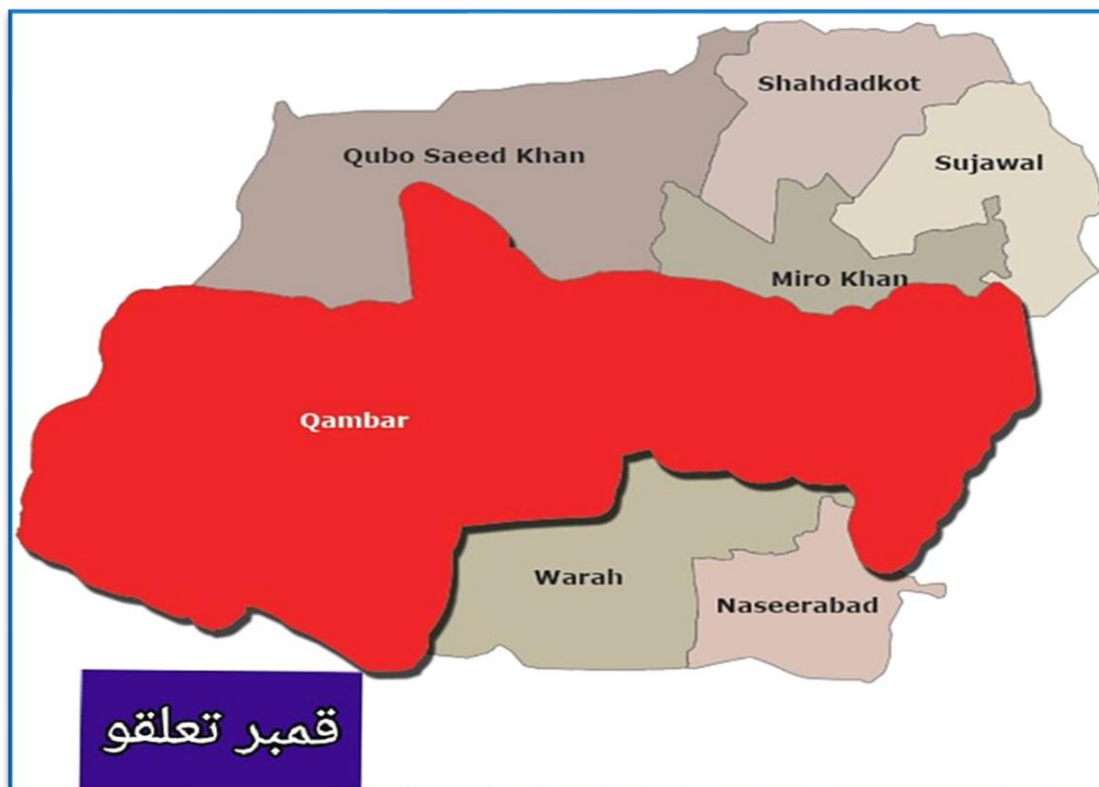 Shahdadkot
Qubo Saeed Khan
Sujawal
Miro Khan
Qambar
Warah
Naseerabad
قمبر تعلقو